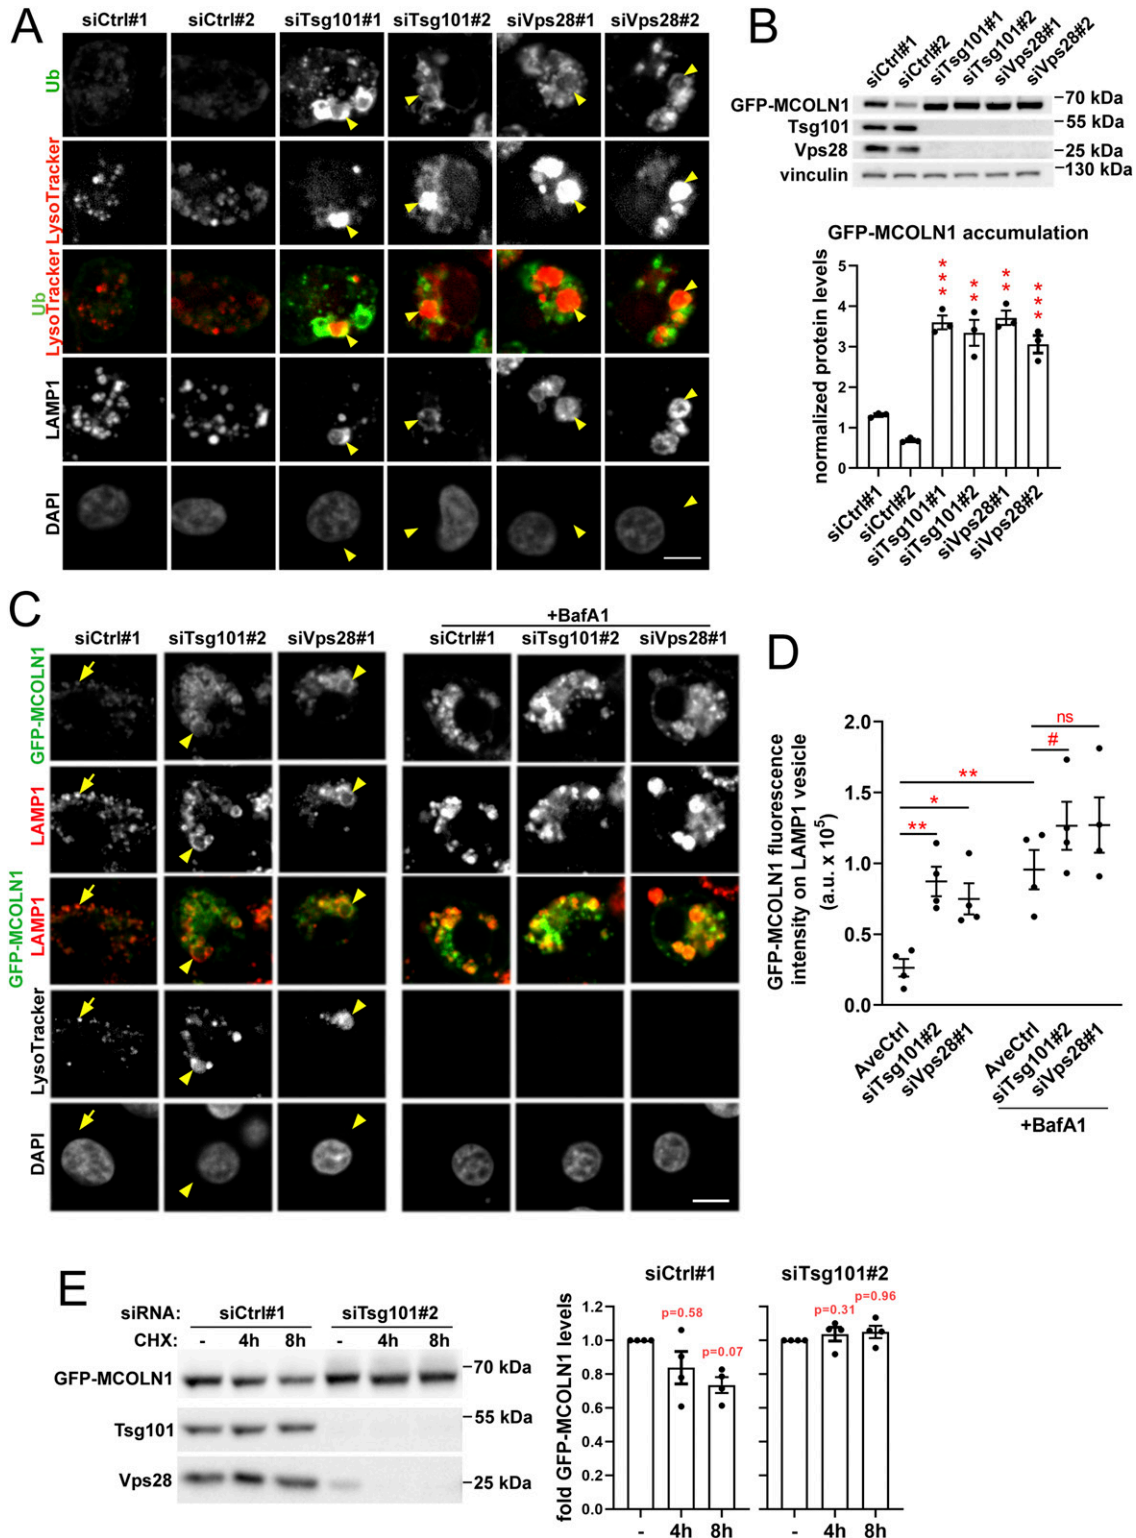 A
siCtrl#1 siCtrl#2 siTsg101#1 siTsg101#2 siVps28#1 siVps28#2
Ub
LysoTracker
Ub
LysoTracker
LAMP1
DAPI
B
siCtrl#1 siCtrl#2 siTsg101#1 siTsg101#2 siVps28#1 siVps28#2
GFP-MCOLN1 70 kDa
Tsg101 55 kDa
Vps28 25 kDa
vinculin 130 kDa
GFP-MCOLN1 accumulation
normalized protein levels
5
4
3
2
1
0
*** ** ** ***
siCtrl#1 siCtrl#2 siTsg101#1 siTsg101#2 siVps28#1 siVps28#2
C
+BafA1
siCtrl#1 siTsg101#2 siVps28#1 siCtrl#1 siTsg101#2 siVps28#1
GFP-MCOLN1
LAMP1
GFP-MCOLN1
LAMP1
LysoTracker
DAPI
D
GFP-MCOLN1 fluorescence
intensity on LAMP1 vesicle
(a.u. x 10⁵)
2.0
1.5
1.0
0.5
0.0
** * ** # ns
AveCtrl siTsg101#2 siVps28#1 AveCtrl siTsg101#2 siVps28#1
+BafA1
E
siRNA: siCtrl#1 siTsg101#2
CHX: - 4h 8h - 4h 8h
GFP-MCOLN1 70 kDa
Tsg101 55 kDa
Vps28 25 kDa
fold GFP-MCOLN1 levels
siCtrl#1 siTsg101#2
1.2
1.0
0.8
0.6
0.4
0.2
0.0
p=0.58 p=0.07 p=0.31 p=0.96
- 4h 8h - 4h 8h